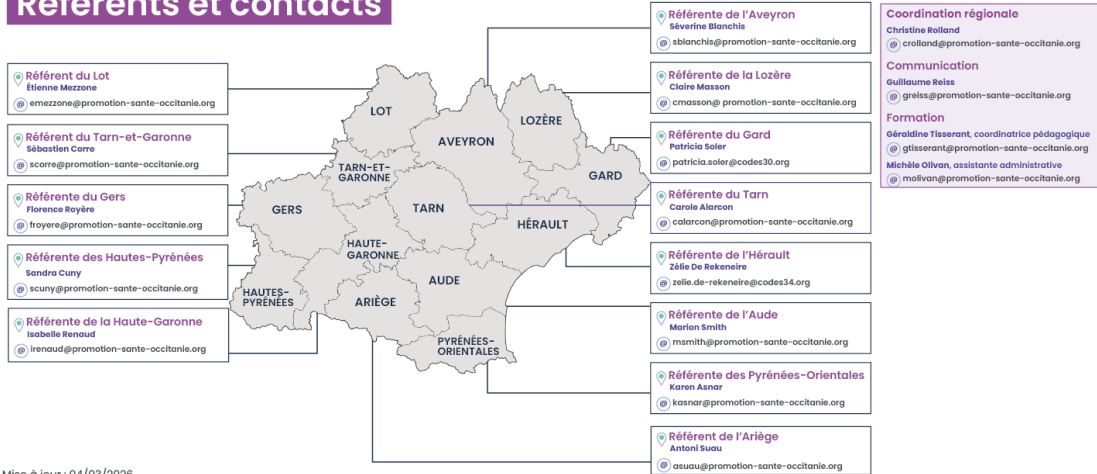 Référents et contacts
Référent du Lot
Étienne Mezzone
@ emezzone@promotion-sante-occitanie.org
Référent du Tarn-et-Garonne
Sébastien Corre
@ scorre@promotion-sante-occitanie.org
Référente du Gers
Florence Royère
@ froyere@promotion-sante-occitanie.org
Référente des Hautes-Pyrénées
Sandra Cuny
@ scuny@promotion-sante-occitanie.org
Référente de la Haute-Garonne
Isabelle Renaud
@ irenaud@promotion-sante-occitanie.org
LOT
AVEYRON
LOZÈRE
TARN-ET-
GARONNE
GARD
GERS
TARN
HÉRAULT
HAUTE-
GARONNE
AUDE
HAUTES-
PYRÉNÉES
ARIÈGE
PYRÉNÉES-
ORIENTALES
Référente de l'Aveyron
Séverine Blanchis
@ sblanchis@promotion-sante-occitanie.org
Référente de la Lozère
Claire Masson
@ cmasson@ promotion-sante-occitanie.org
Référente du Gard
Patricia Soler
@ patricia.soler@codes30.org
Référente du Tarn
Carole Alarcon
@ calarcon@promotion-sante-occitanie.org
Référente de l'Hérault
Zélie De Rekeneire
@ zelie.de-rekeneire@codes34.org
Référente de l'Aude
Marion Smith
@ msmith@promotion-sante-occitanie.org
Référente des Pyrénées-Orientales
Karen Asnar
@ kasnar@promotion-sante-occitanie.org
Référent de l'Ariège
Antoni Suau
@ asuau@promotion-sante-occitanie.org
Coordination régionale
Christine Rolland
@ crolland@promotion-sante-occitanie.org
Communication
Guillaume Reiss
@ greiss@promotion-sante-occitanie.org
Formation
Géraldine Tisserant, coordinatrice pédagogique
@ gtisserant@promotion-sante-occitanie.org
Michèle Olivan, assistante administrative
@ molivan@promotion-sante-occitanie.org
Mise à jour : 04/03/2026